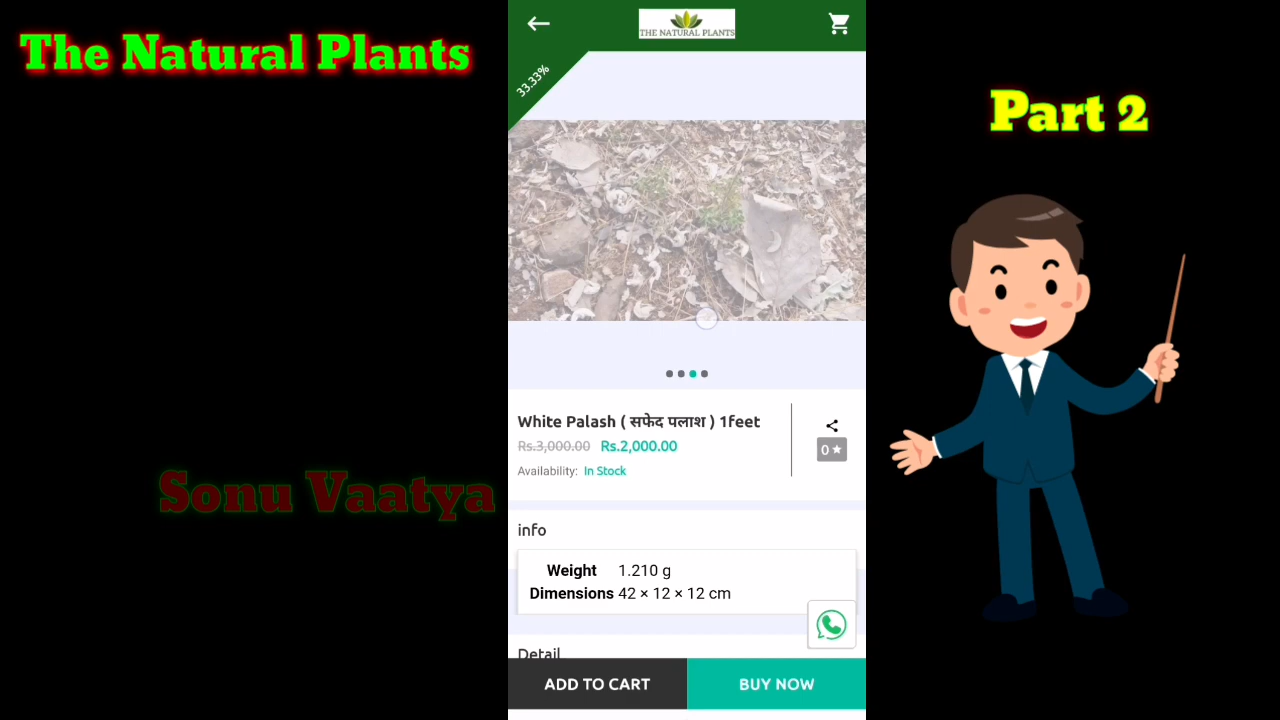 The Natural Plants
Part 2
Sonu Vaatya
THE NATURAL PLANTS
33.33%
White Palash ( सफेद पलाश ) 1feet
Rs.3,000.00 Rs.2,000.00
Availability: In Stock
0
info
Weight 1.210 g
Dimensions 42 × 12 × 12 cm
Detail
ADD TO CART
BUY NOW